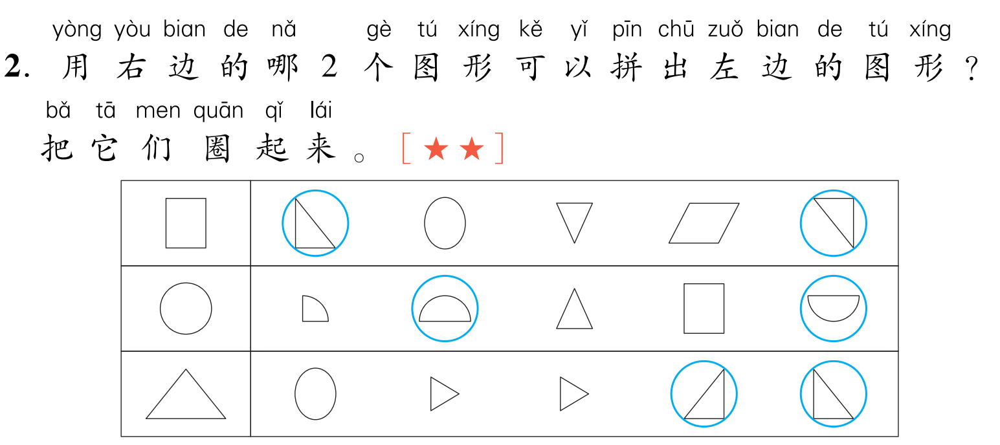 yòng yòu bian de nǎ gè tú xíng kě yǐ pīn chū zuǒ bian de tú xíng
2. 用右边的哪2个图形可以拼出左边的图形？
bǎ tā men quān qǐ lái
把它们圈起来。[★★]